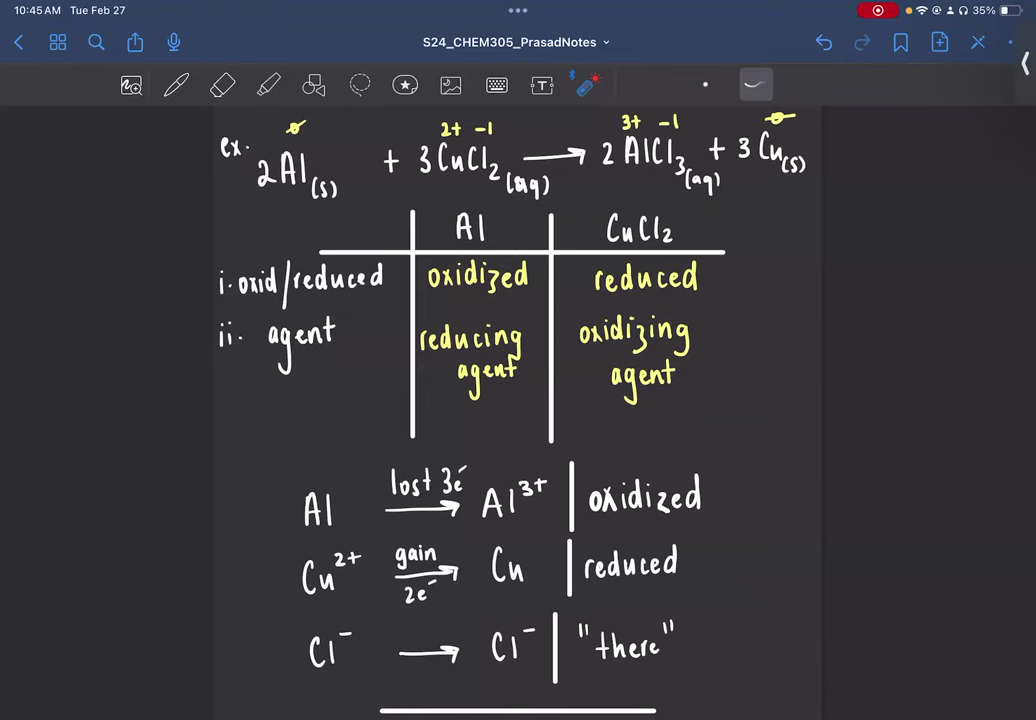 10:45 AM Tue Feb 27
35%
S24_CHEM305_PrasadNotes
T
0 2+ -1 3+ -1 0
ex. 2Al(s) + 3CuCl2(aq) → 2AlCl3(aq) + 3Cu(s)
Al CuCl2
i. oxid/reduced oxidized reduced
ii. agent reducing agent oxidizing agent
Al lost 3e⁻ → Al³⁺ | oxidized
Cu²⁺ gain 2e⁻ → Cu | reduced
Cl⁻ → Cl⁻ | "there"